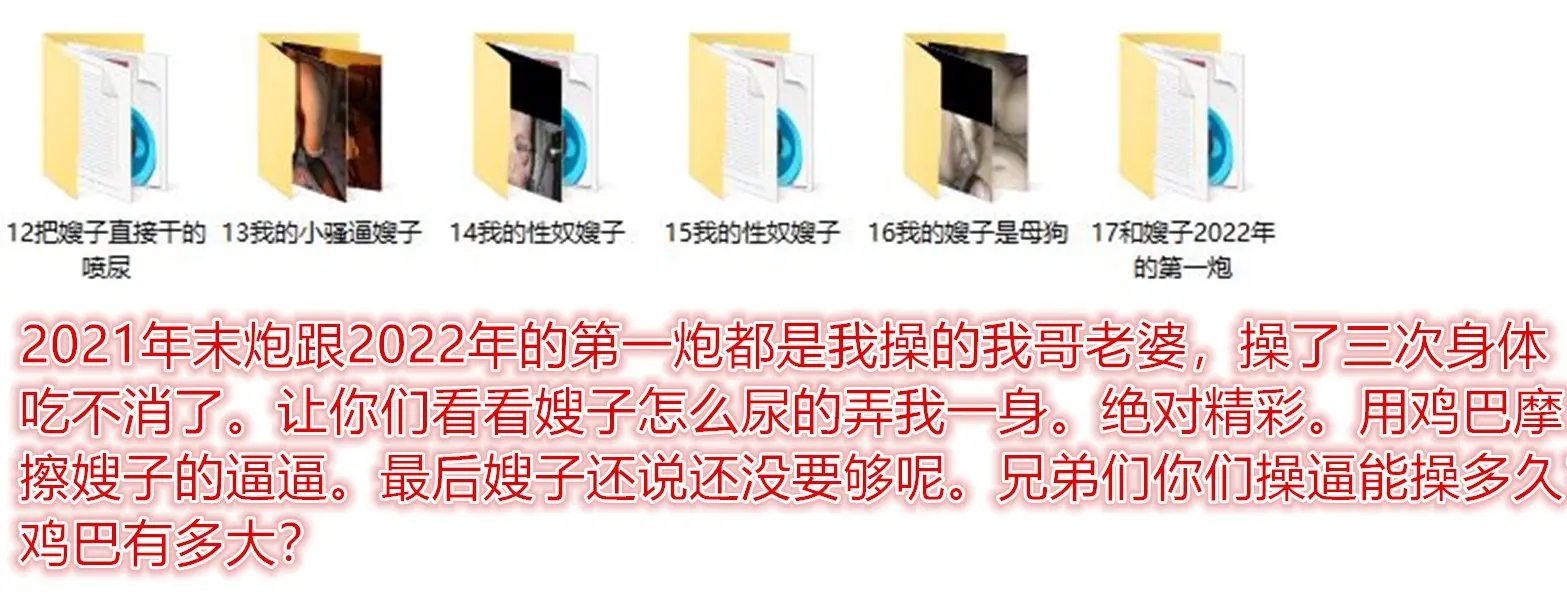 12把嫂子直接干的 13我的小骚逼嫂子 14我的性奴嫂子 15我的性奴嫂子 16我的嫂子是母狗 17和嫂子2022年
喷尿 的第一炮
2021年末炮跟2022年的第一炮都是我操的我哥老婆，操了三次身体
吃不消了。让你们看看嫂子怎么尿的弄我一身。绝对精彩。用鸡巴摩
擦嫂子的逼逼。最后嫂子还说还没要够呢。兄弟们你们操逼能操多久
鸡巴有多大？